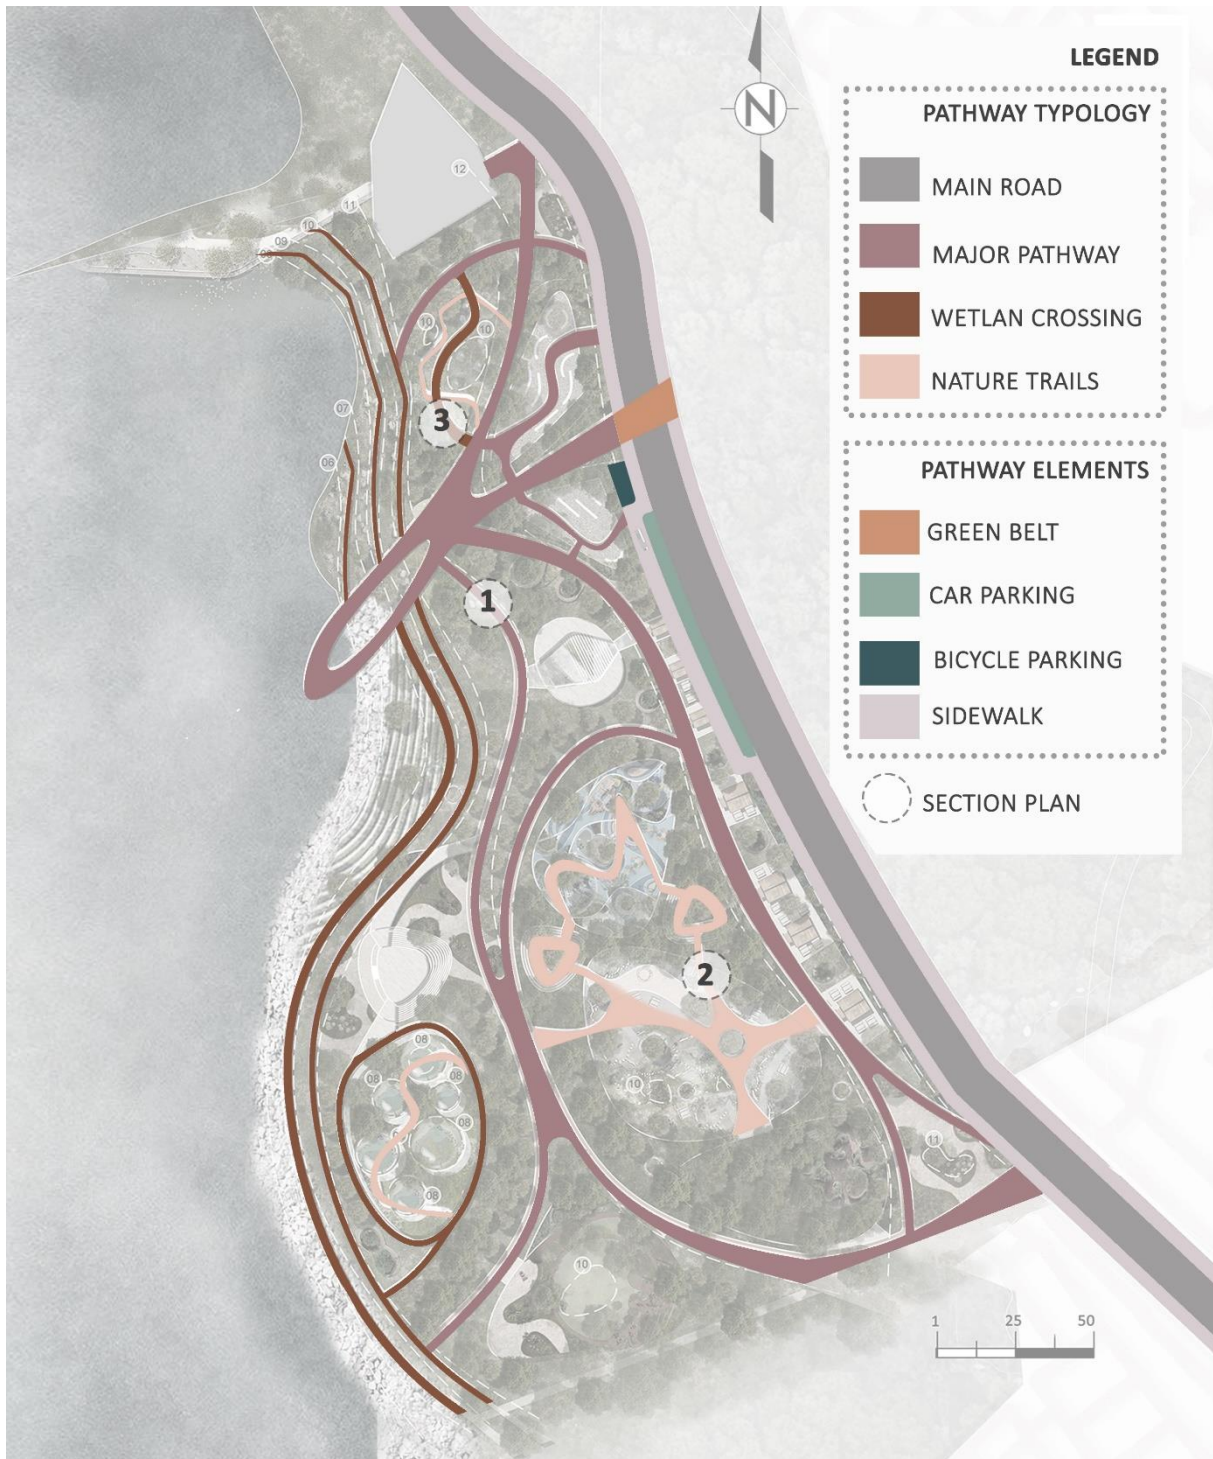 LEGEND
PATHWAY TYPOLOGY
MAIN ROAD
MAJOR PATHWAY
WETLAN CROSSING
NATURE TRAILS
PATHWAY ELEMENTS
GREEN BELT
CAR PARKING
BICYCLE PARKING
SIDEWALK
SECTION PLAN
N
12
11
10
09
10
10
07
3
06
1
2
08
08
08
10
08
11
08
10
1 25 50